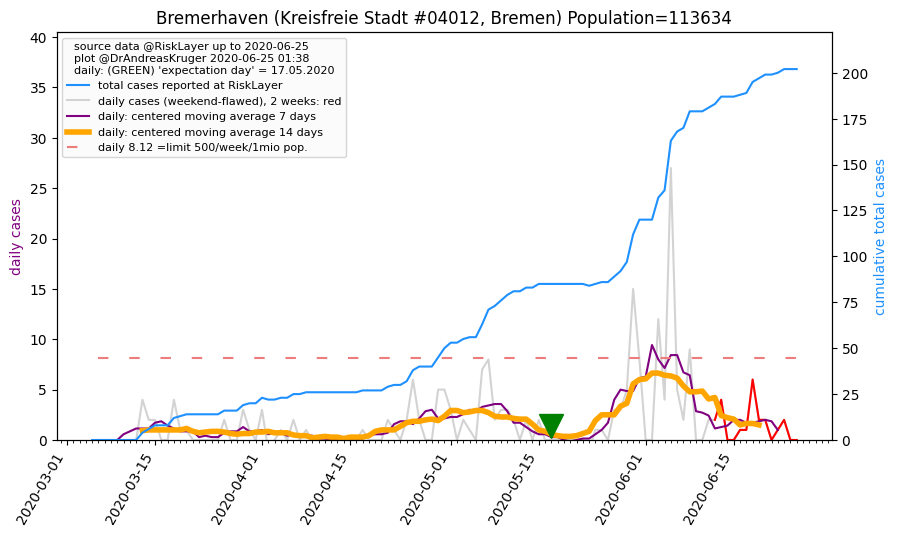 Bremerhaven (Kreisfreie Stadt #04012, Bremen) Population=113634
source data @RiskLayer up to 2020-06-25
plot @DrAndreasKruger 2020-06-25 01:38
daily: (GREEN) 'expectation day' = 17.05.2020
total cases reported at RiskLayer
daily cases (weekend-flawed), 2 weeks: red
daily: centered moving average 7 days
daily: centered moving average 14 days
daily 8.12 =limit 500/week/1mio pop.
daily cases
40
35
30
25
20
15
10
5
0
cumulative total cases
200
175
150
125
100
75
50
25
0
2020-03-01
2020-03-15
2020-04-01
2020-04-15
2020-05-01
2020-05-15
2020-06-01
2020-06-15